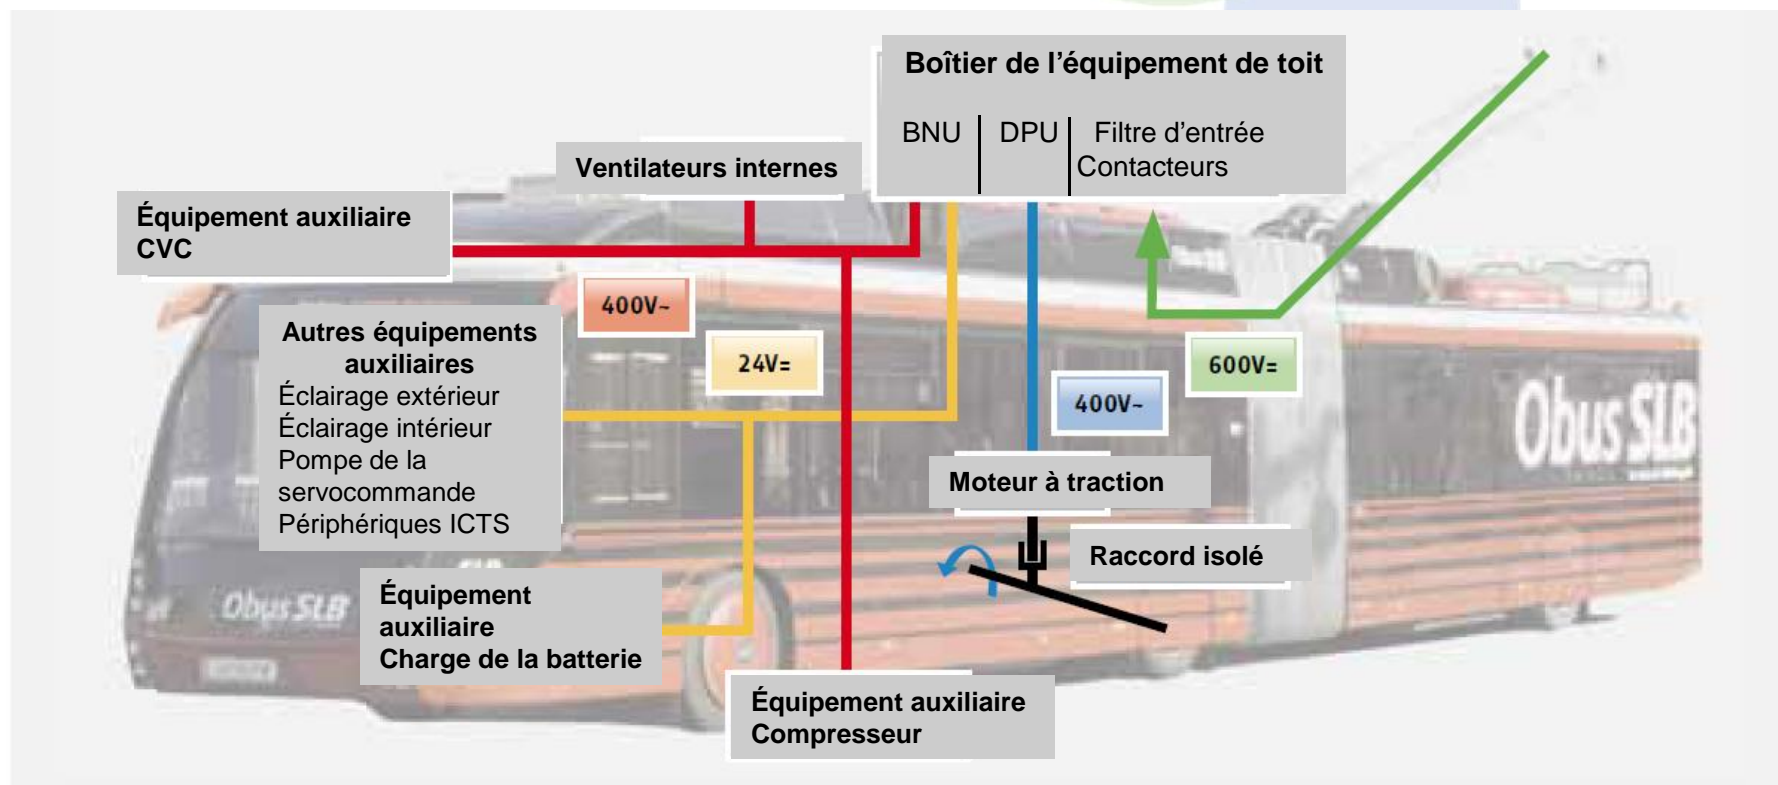 Boîtier de l'équipement de toit
BNU DPU Filtre d'entrée
Contacteurs
Ventilateurs internes
Équipement auxiliaire
CVC
400V~
24V=
600V=
400V~
Autres équipements
auxiliaires
Éclairage extérieur
Éclairage intérieur
Pompe de la
servocommande
Périphériques ICTS
Obus SLB
Moteur à traction
Raccord isolé
Obus SLB
Équipement
auxiliaire
Charge de la batterie
Équipement auxiliaire
Compresseur